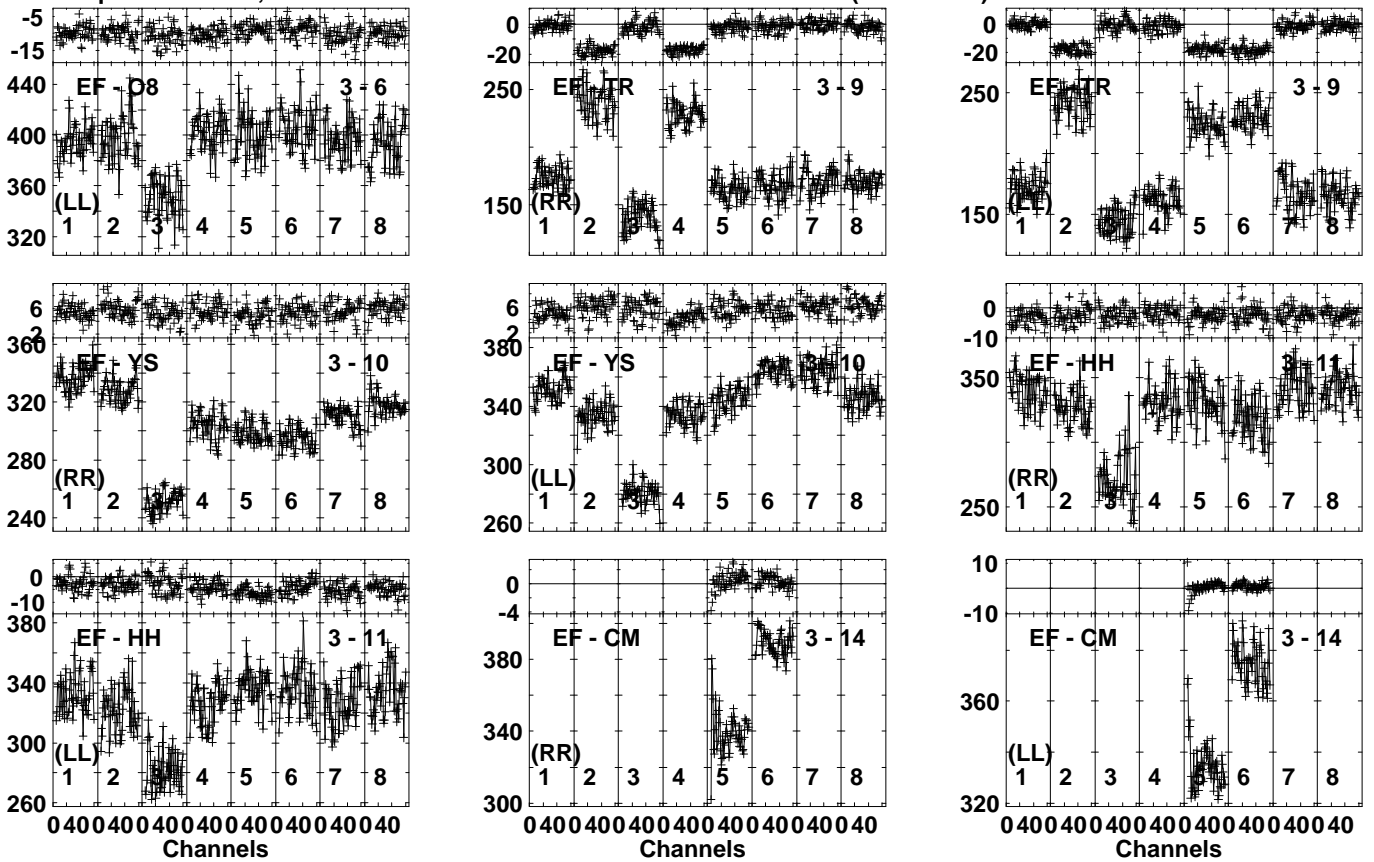 -5 0 0
-15 -20 -20
440 EF - O8 3 - 6 250 EF - TR 3 - 9 250 EF - TR 3 - 9
400
360 150 150
(LL) (RR) (LL)
320 1 2 3 4 5 6 7 8 1 2 3 4 5 6 7 8 1 2 3 4 5 6 7 8
6 6 0
2 2 -10
360 EF - YS 3 - 10 380 EF - YS 3 - 10 350 EF - HH 3 - 11
320 340
280 300
(RR) (LL) (RR)
240 1 2 3 4 5 6 7 8 260 1 2 3 4 5 6 7 8 250 1 2 3 4 5 6 7 8
0 0 10
-10 -4 -10
380 EF - HH 3 - 11 EF - CM 3 - 14 EF - CM 3 - 14
340 380 360
300 340
(LL) (RR) (LL)
260 1 2 3 4 5 6 7 8 300 1 2 3 4 5 6 7 8 320 1 2 3 4 5 6 7 8
0 40 0 40 0 40 0 40 0 40 0 40 0 40 0 40 0 40 0 40 0 40 0 40 0 40 0 40 0 40 0 40 0 40 0 40 0 40 0 40 0 40 0 40 0 40 0 40
Channels Channels Channels